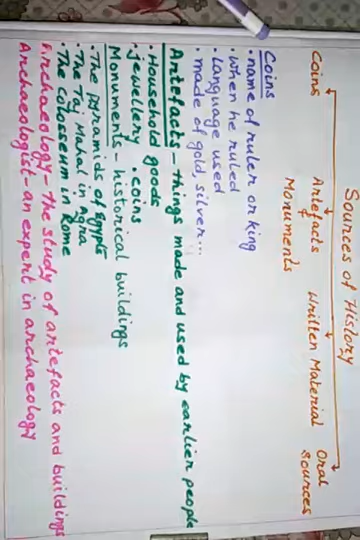 Sources of History
Coins Artefacts Written Material Oral
Monuments Sources
Coins
• name of ruler or king
• when he ruled
• language used
• made of gold, silver...
Artefacts - things made and used by earlier people
• Household goods
• jewellery • coins
Monuments - historical buildings
• The pyramids of Egypt
• The Taj Mahal in Agra
• The Colosseum in Rome
Archaeology - the study of artefacts and buildings
Archaeologist - an expert in archaeology